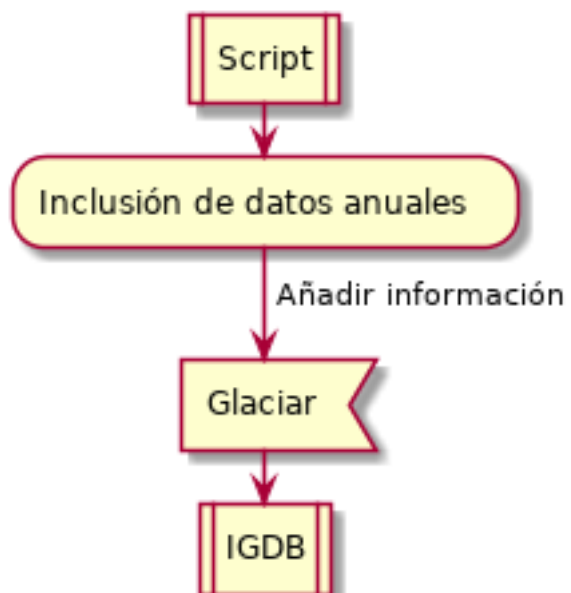 Script
Inclusión de datos anuales
Añadir información
Glaciar
IGDB